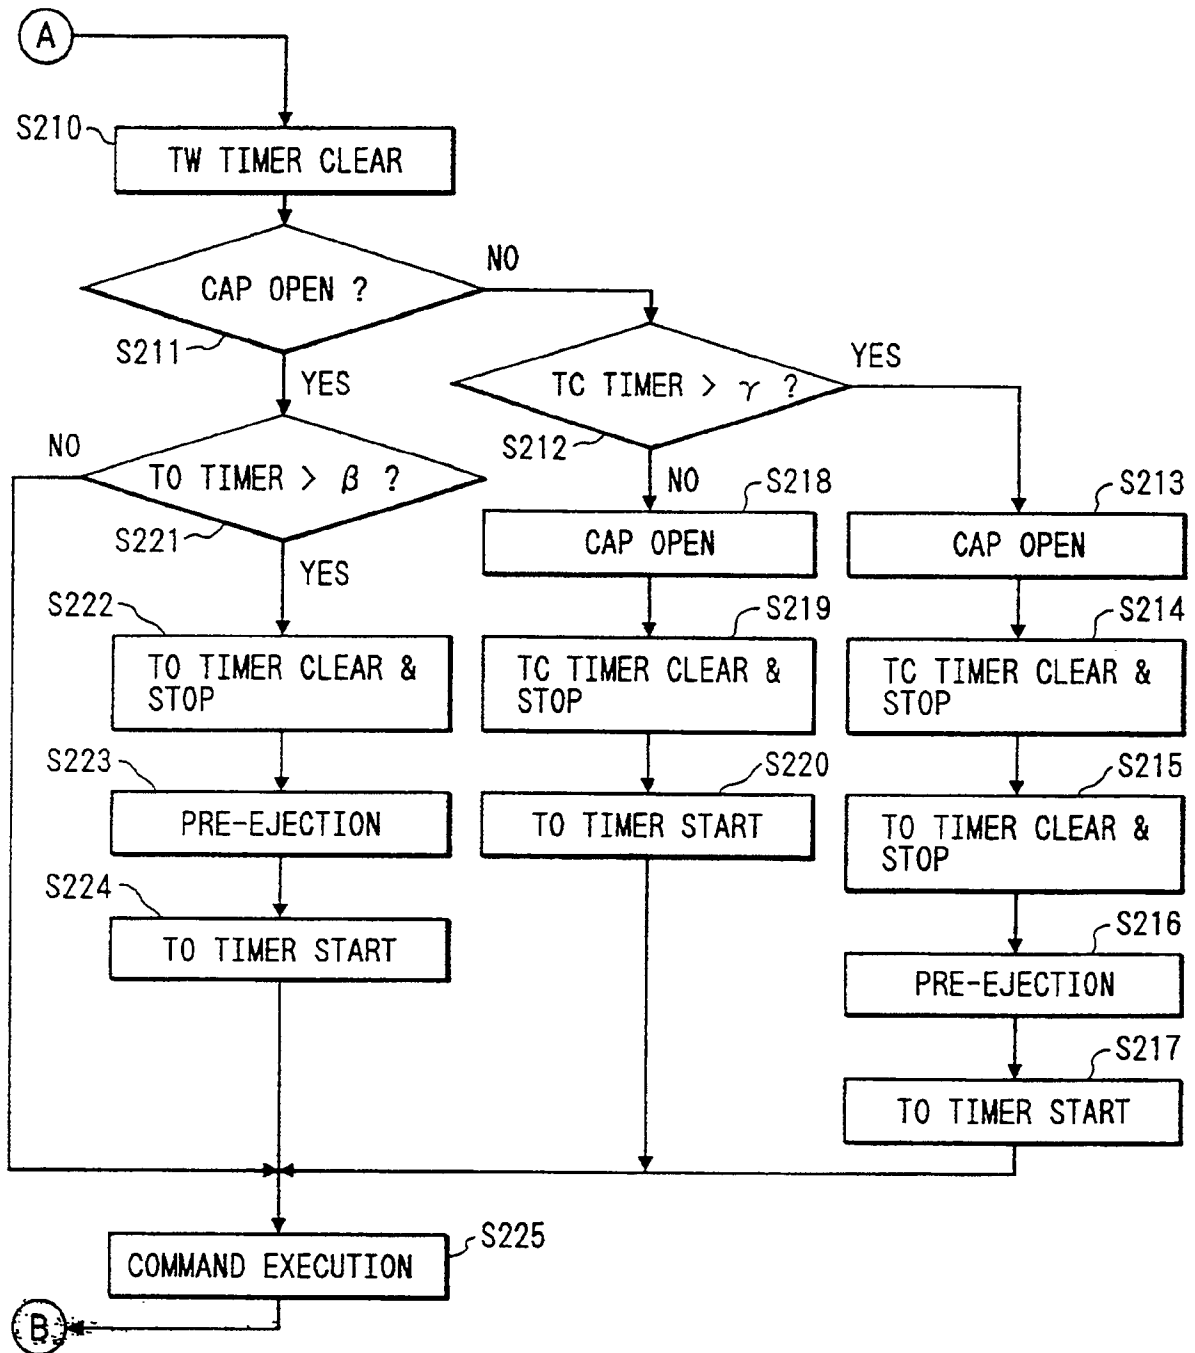 A
S210
TW TIMER CLEAR
CAP OPEN ?
NO
S211
YES
TC TIMER > γ ?
YES
S212
NO
TO TIMER > β ?
NO
S221
YES
S218
CAP OPEN
S213
CAP OPEN
S222
TO TIMER CLEAR &
STOP
S219
TC TIMER CLEAR &
STOP
S214
TC TIMER CLEAR &
STOP
S223
PRE-EJECTION
S220
TO TIMER START
S215
TO TIMER CLEAR &
STOP
S224
TO TIMER START
S216
PRE-EJECTION
S217
TO TIMER START
S225
COMMAND EXECUTION
B